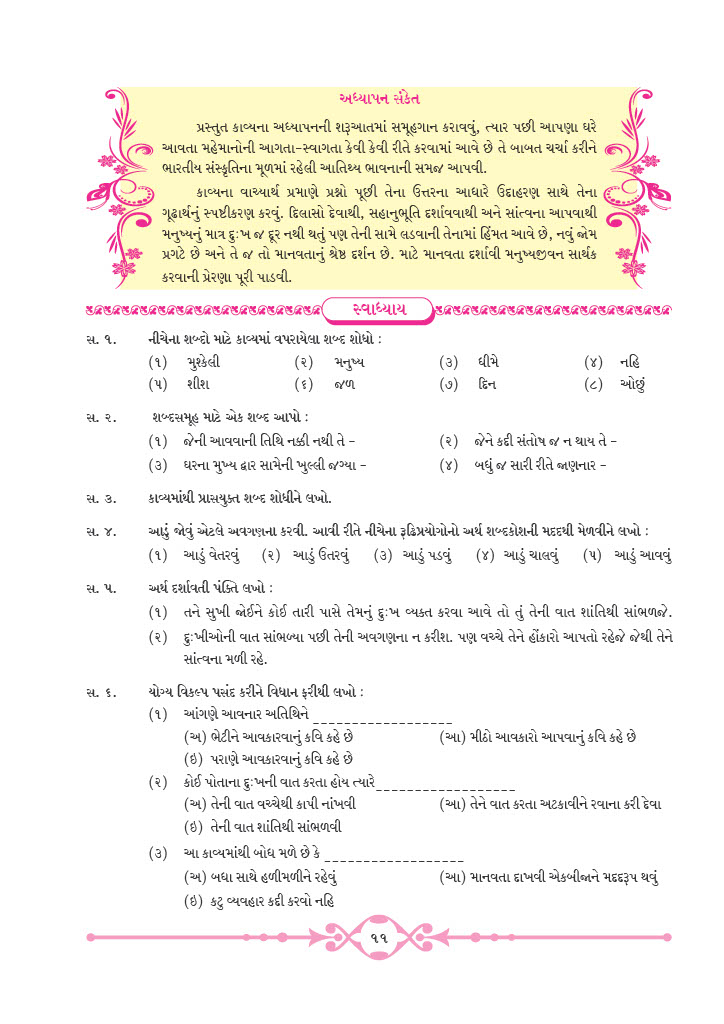 અધ્યાપન સંકેત
પ્રસ્તુત કાવ્યના અધ્યાપનની શરૂઆતમાં સમૂહગાન કરાવવું, ત્યાર પછી આપણા ઘરે
આવતા મહેમાનોની આગતા-સ્વાગતા કેવી કેવી રીતે કરવામાં આવે છે તે બાબત ચર્ચા કરીને
ભારતીય સંસ્કૃતિના મૂળમાં રહેલી આતિથ્ય ભાવનાની સમજ આપવી.
કાવ્યના વાચ્યાર્થ પ્રમાણે પ્રશ્નો પૂછી તેના ઉત્તરના આધારે ઉદાહરણ સાથે તેના
ગૂઢાર્થનું સ્પષ્ટીકરણ કરવું. દિલાસો દેવાથી, સહાનુભૂતિ દર્શાવવાથી અને સાંત્વના આપવાથી
મનુષ્યનું માત્ર દુઃખ જ દૂર નથી થતું પણ તેની સામે લડવાની તેનામાં હિંમત આવે છે, નવું જોમ
પ્રગટે છે અને તે જ તો માનવતાનું શ્રેષ્ઠ દર્શન છે. માટે માનવતા દર્શાવી મનુષ્યજીવન સાર્થક
કરવાની પ્રેરણા પૂરી પાડવી.
સ્વાધ્યાય
સ. ૧. નીચેના શબ્દો માટે કાવ્યમાં વપરાયેલા શબ્દ શોધો :
(૧) મુશ્કેલી (૨) મનુષ્ય (૩) ધીમે (૪) નહિ
(૫) શીશ (૬) જળ (૭) દિન (૮) ઓછું
સ. ૨. શબ્દસમૂહ માટે એક શબ્દ આપો :
(૧) જેની આવવાની તિથિ નક્કી નથી તે - (૨) જેને કદી સંતોષ જ ન થાય તે -
(૩) ઘરના મુખ્ય દ્વાર સામેની ખુલ્લી જગ્યા - (૪) બધું જ સારી રીતે જાણનાર -
સ. ૩. કાવ્યમાંથી પ્રાસયુક્ત શબ્દ શોધીને લખો.
સ. ૪. આડું જોવું એટલે અવગણના કરવી. આવી રીતે નીચેના રૂઢિપ્રયોગોનો અર્થ શબ્દકોશની મદદથી મેળવીને લખો :
(૧) આડું વેતરવું (૨) આડું ઉતરવું (૩) આડું પડવું (૪) આડું ચાલવું (૫) આડું આવવું
સ. ૫. અર્થ દર્શાવતી પંક્તિ લખો :
(૧) તને સુખી જોઈને કોઈ તારી પાસે તેમનું દુઃખ વ્યક્ત કરવા આવે તો તું તેની વાત શાંતિથી સાંભળજે.
(૨) દુઃખીઓની વાત સાંભળ્યા પછી તેની અવગણના ન કરીશ. પણ વચ્ચે તેને હોંકારો આપતો રહેજે જેથી તેને
સાંત્વના મળી રહે.
સ. ૬. યોગ્ય વિકલ્પ પસંદ કરીને વિધાન ફરીથી લખો :
(૧) આંગણે આવનાર અતિથિને __________________
(અ) ભેટીને આવકારવાનું કવિ કહે છે (આ) મીઠો આવકારો આપવાનું કવિ કહે છે
(ઇ) પરાણે આવકારવાનું કવિ કહે છે
(૨) કોઈ પોતાના દુઃખની વાત કરતા હોય ત્યારે__________________
(અ) તેની વાત વચ્ચેથી કાપી નાંખવી (આ) તેને વાત કરતા અટકાવીને રવાના કરી દેવા
(ઇ) તેની વાત શાંતિથી સાંભળવી
(૩) આ કાવ્યમાંથી બોધ મળે છે કે __________________
(અ) બધા સાથે હળીમળીને રહેવું (આ) માનવતા દાખવી એકબીજાને મદદરૂપ થવું
(ઇ) કટુ વ્યવહાર કદી કરવો નહિ
૧૧